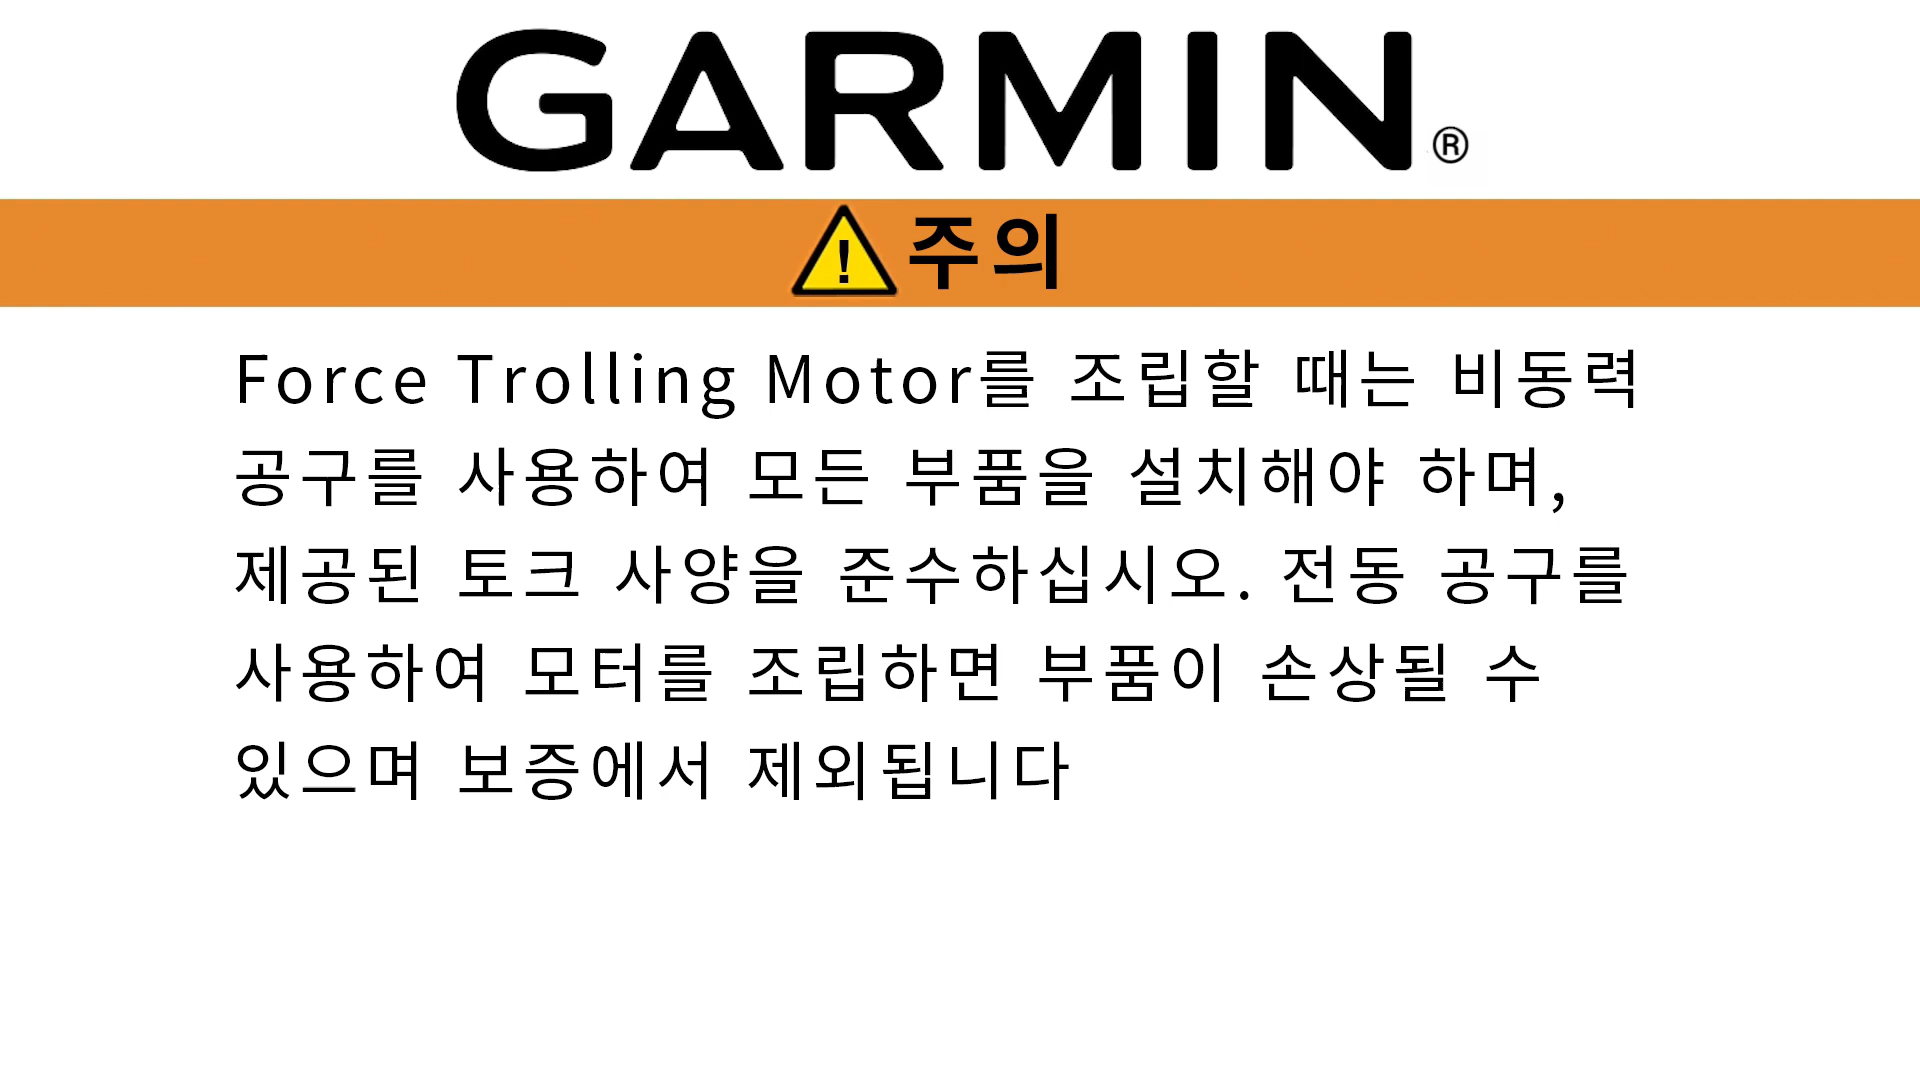 GARMIN®
주의
Force Trolling Motor를 조립할 때는 비동력
공구를 사용하여 모든 부품을 설치해야 하며,
제공된 토크 사양을 준수하십시오. 전동 공구를
사용하여 모터를 조립하면 부품이 손상될 수
있으며 보증에서 제외됩니다